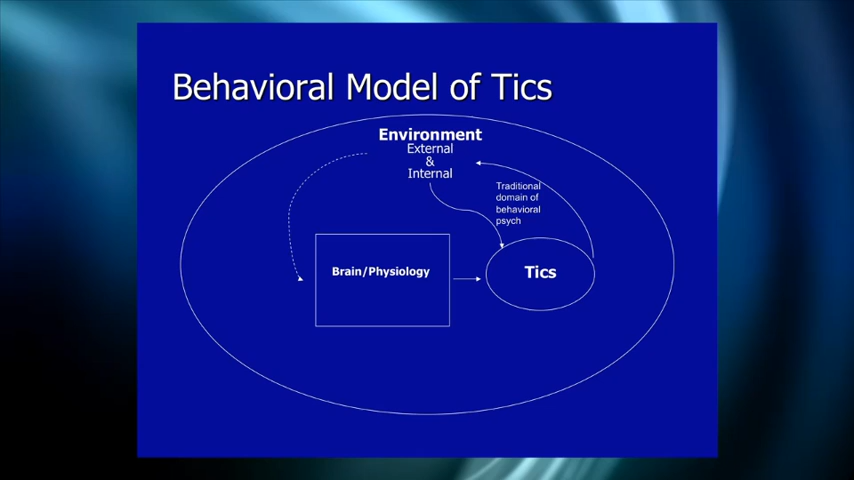 Behavioral Model of Tics
Environment
External
&
Internal
Traditional
domain of
behavioral
psych
Brain/Physiology
Tics